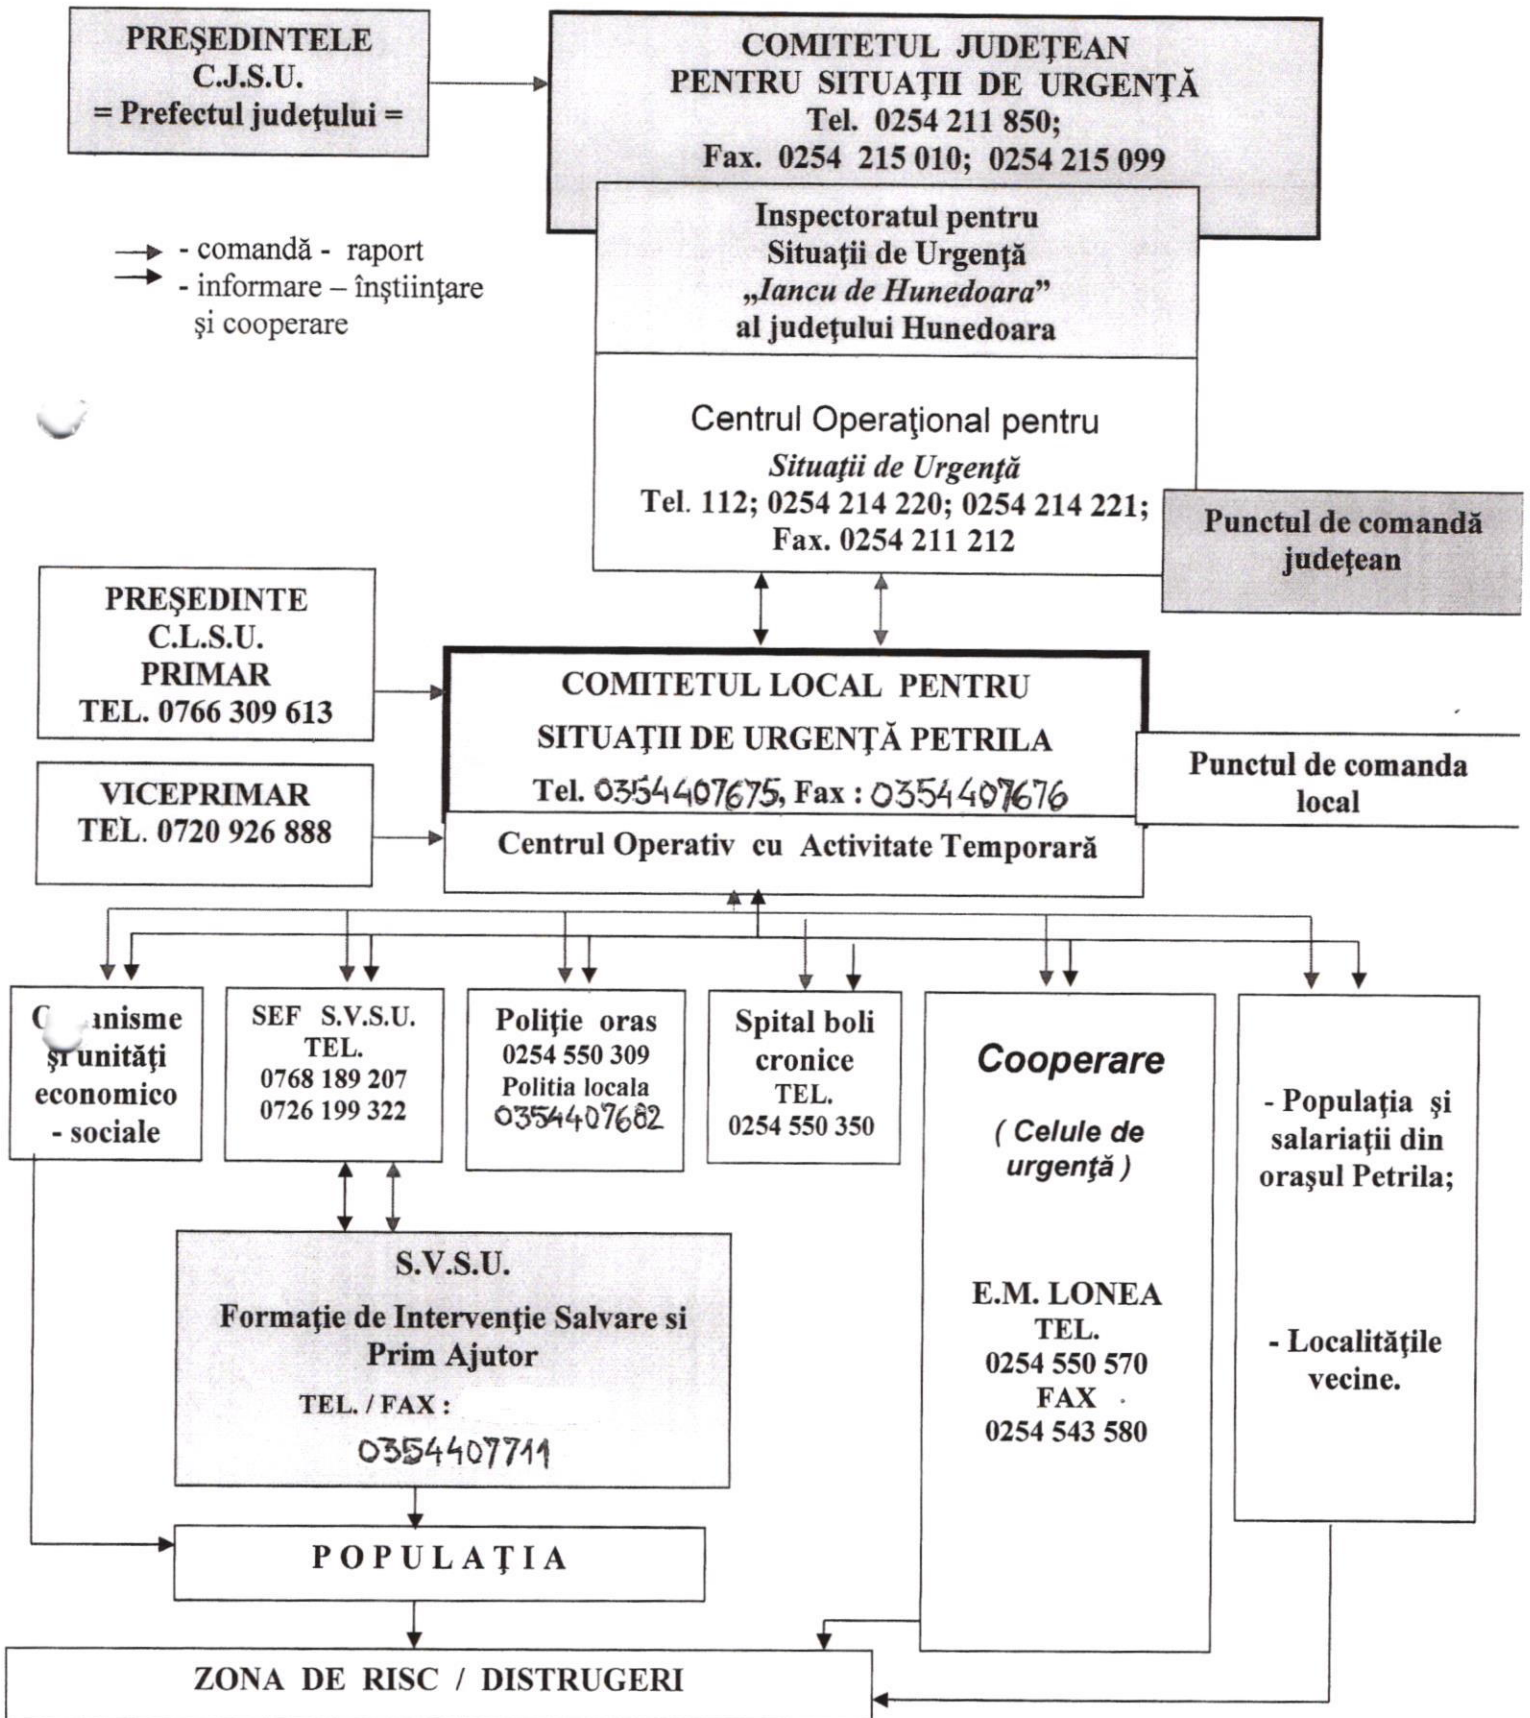 PREŞEDINTELE
C.J.S.U.
= Prefectul judeţului =
COMITETUL JUDEŢEAN
PENTRU SITUAŢII DE URGENŢĂ
Tel. 0254 211 850;
Fax. 0254 215 010; 0254 215 099
- comandă - raport
- informare – înştiinţare
şi cooperare
Inspectoratul pentru
Situaţii de Urgenţă
„Iancu de Hunedoara”
al judeţului Hunedoara
Centrul Operaţional pentru
Situaţii de Urgenţă
Tel. 112; 0254 214 220; 0254 214 221;
Fax. 0254 211 212
Punctul de comandă
judeţean
PREŞEDINTE
C.L.S.U.
PRIMAR
TEL. 0766 309 613
COMITETUL LOCAL PENTRU
SITUAŢII DE URGENŢĂ PETRILA
Tel. 0354407675, Fax : 0354407676
Punctul de comanda
local
VICEPRIMAR
TEL. 0720 926 888
Centrul Operativ cu Activitate Temporară
şi unităţi
economico
- sociale
SEF S.V.S.U.
TEL.
0768 189 207
0726 199 322
Poliţie oras
0254 550 309
Politia locala
0354407682
Spital boli
cronice
TEL.
0254 550 350
Cooperare
( Celule de
urgenţă )
E.M. LONEA
TEL.
0254 550 570
FAX
0254 543 580
- Populaţia şi
salariaţii din
oraşul Petrila;
- Localităţile
vecine.
S.V.S.U.
Formaţie de Intervenţie Salvare si
Prim Ajutor
TEL. / FAX :
0354407711
POPULAŢIA
ZONA DE RISC / DISTRUGERI